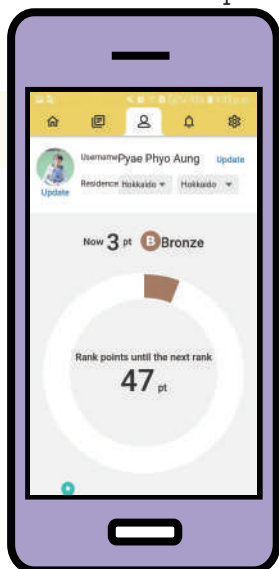 Username Pyae Phyo Aung Update
Update
Residence Hokkaido Hokkaido
Now 3 pt B Bronze
Rank points until the next rank
47 pt